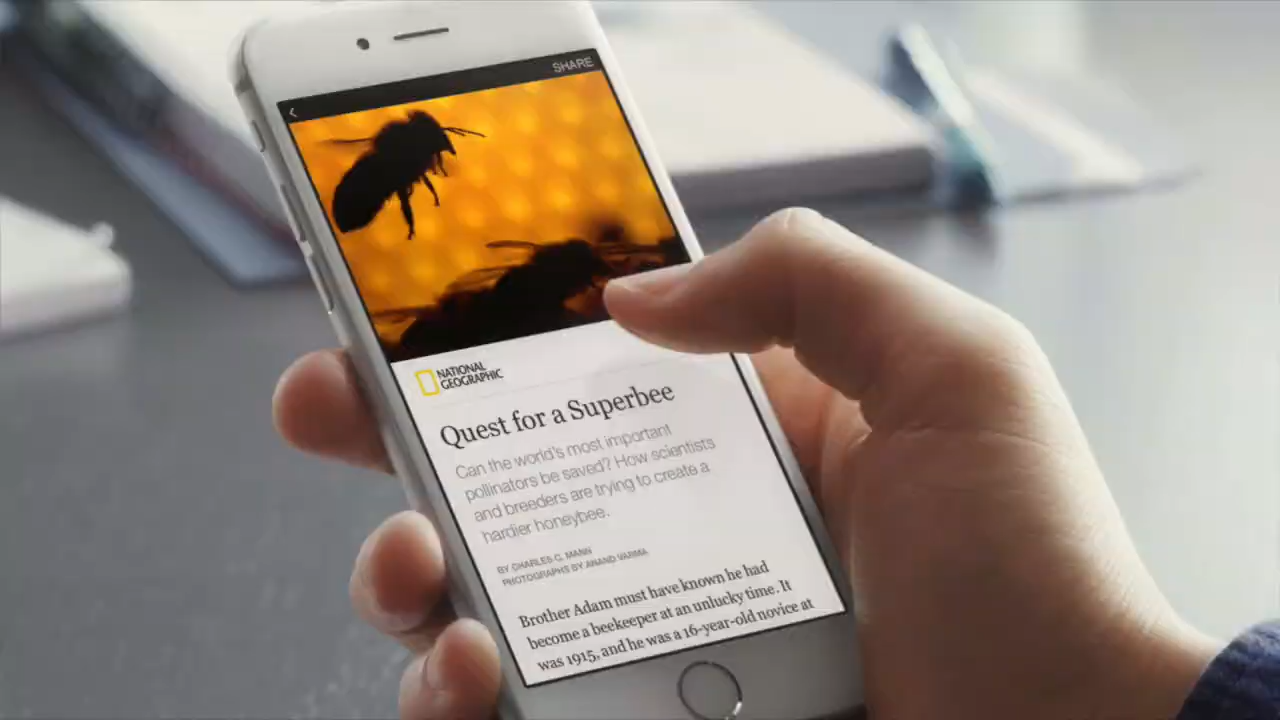 SHARE
NATIONAL
GEOGRAPHIC
Quest for a Superbee
Can the world's most important
pollinators be saved? How scientists
and breeders are trying to create a
hardier honeybee.
BY CHARLES C. MANN
PHOTOGRAPHS BY ANAND VARMA
Brother Adam must have known he had
become a beekeeper at an unlucky time. It
was 1915, and he was a 16-year-old novice at